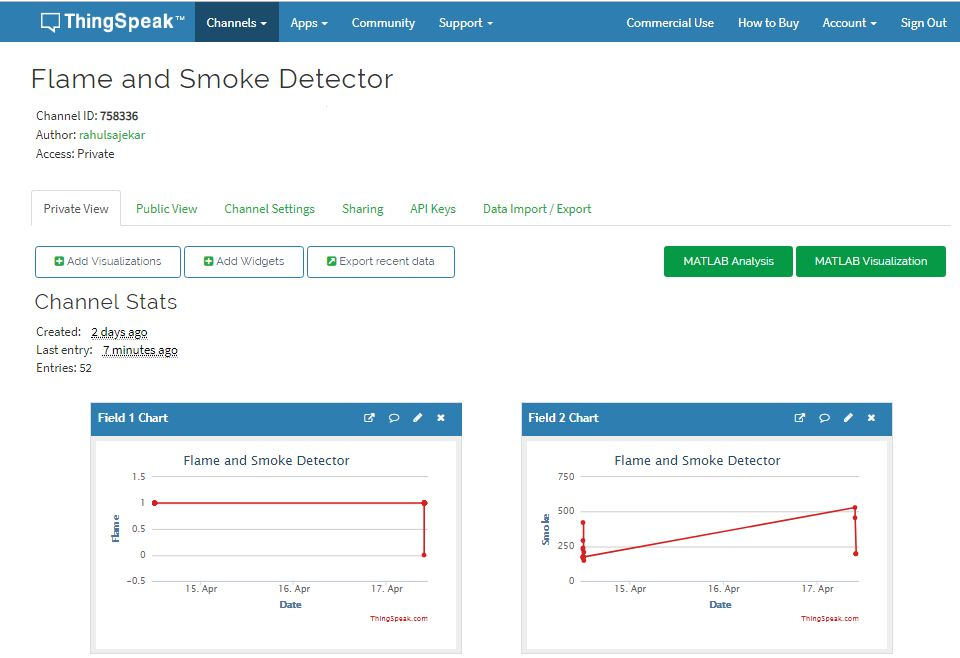 ThingSpeak™ Channels Apps Community Support Commercial Use How to Buy Account Sign Out
Flame and Smoke Detector
Channel ID: 758336
Author: rahulsajekar
Access: Private
Private View Public View Channel Settings Sharing API Keys Data Import / Export
Add Visualizations Add Widgets Export recent data MATLAB Analysis MATLAB Visualization
Channel Stats
Created: 2 days ago
Last entry: 7 minutes ago
Entries: 52
Field 1 Chart
Flame and Smoke Detector
Flame
1.5
1
0.5
0
-0.5
15. Apr 16. Apr 17. Apr
Date
ThingSpeak.com
Field 2 Chart
Flame and Smoke Detector
Smoke
750
500
250
0
15. Apr 16. Apr 17. Apr
Date
ThingSpeak.com